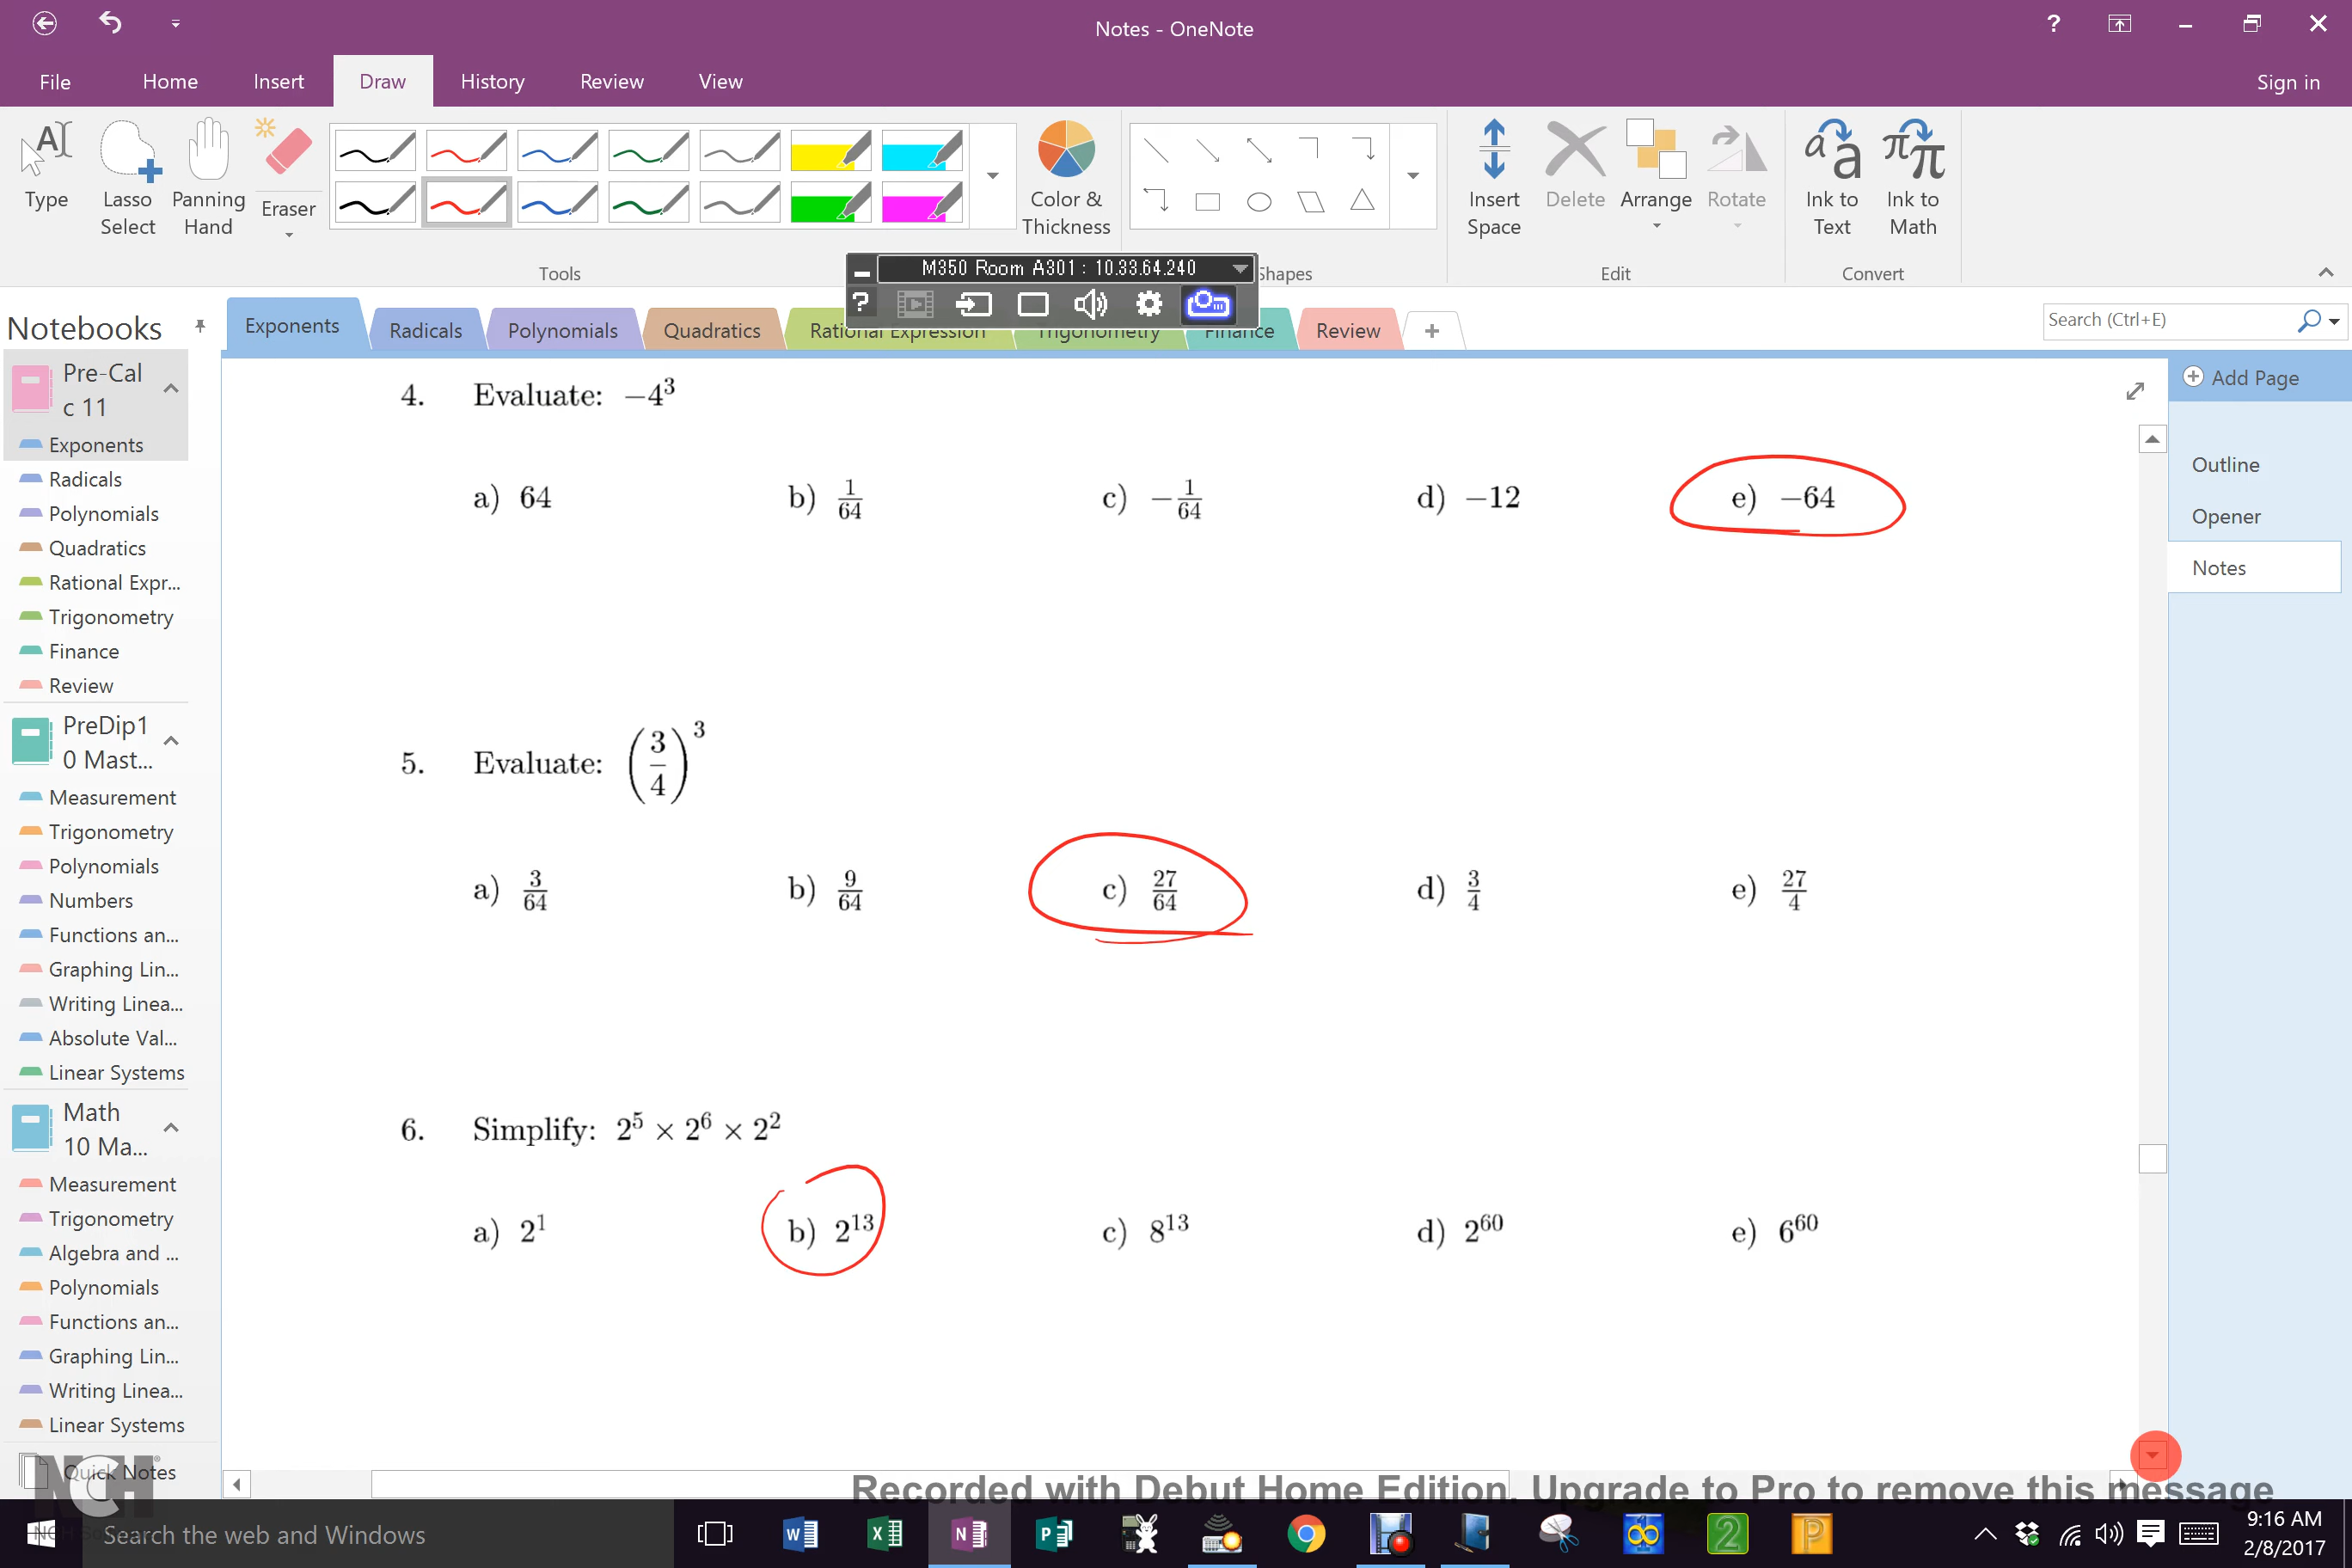 Notes - OneNote
?
File Home Insert Draw History Review View Sign in
Type
Lasso Select
Panning Hand
Eraser
Color & Thickness
Insert Space
Delete
Arrange
Rotate
Ink to Text
Ink to Math
Tools
Shapes
Edit
Convert
M350 Room A301 : 10.33.64.240
?
Notebooks
Exponents Radicals Polynomials Quadratics Rational Expression Trigonometry Finance Review +
Search (Ctrl+E)
Pre-Cal
c 11
Exponents
Radicals
Polynomials
Quadratics
Rational Expr...
Trigonometry
Finance
Review
PreDip1
0 Mast...
Measurement
Trigonometry
Polynomials
Numbers
Functions an...
Graphing Lin...
Writing Linea...
Absolute Val...
Linear Systems
Math
10 Ma...
Measurement
Trigonometry
Algebra and ...
Polynomials
Functions an...
Graphing Lin...
Writing Linea...
Linear Systems
Quick Notes
4. Evaluate: −4³
a) 64 b) 1/64 c) −1/64 d) −12 e) −64
5. Evaluate: (3/4)³
a) 3/64 b) 9/64 c) 27/64 d) 3/4 e) 27/4
6. Simplify: 2⁵ × 2⁶ × 2²
a) 2¹ b) 2¹³ c) 8¹³ d) 2⁶⁰ e) 6⁶⁰
Add Page
Outline
Opener
Notes
NCH
Recorded with Debut Home Edition. Upgrade to Pro to remove this message
Search the web and Windows
9:16 AM
2/8/2017